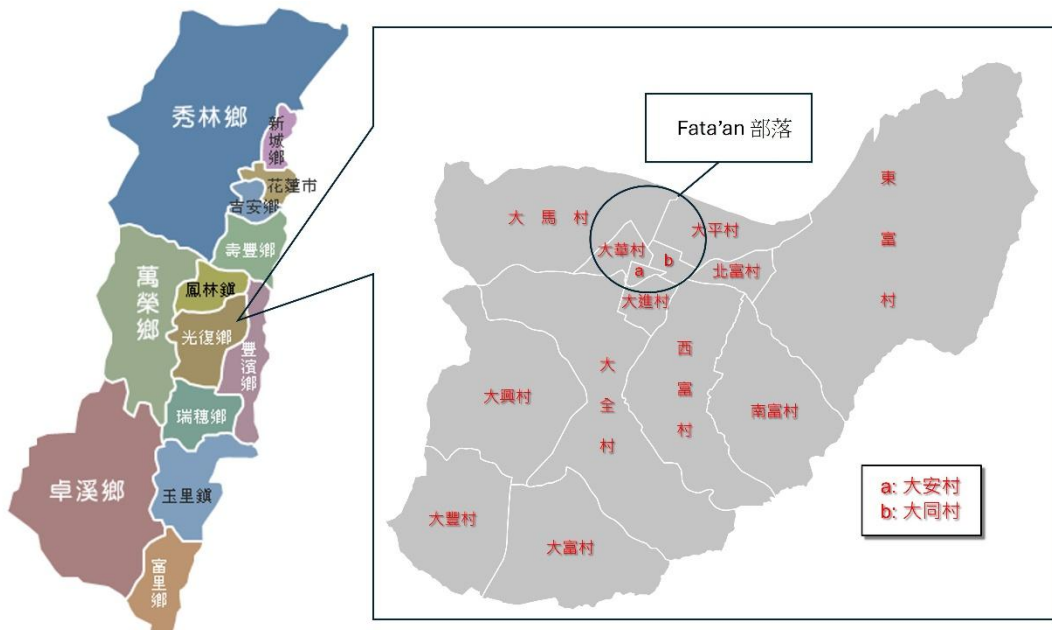 秀林鄉
新城鄉
花蓮市
吉安鄉
壽豐鄉
萬榮鄉
鳳林鎮
光復鄉
豐濱鄉
瑞穗鄉
卓溪鄉
玉里鎮
富里鄉
Fata'an 部落
東富村
大馬村
大平村
大華村
b
北富村
a
大進村
西富村
大全村
大興村
南富村
大豐村
大富村
a: 大安村
b: 大同村